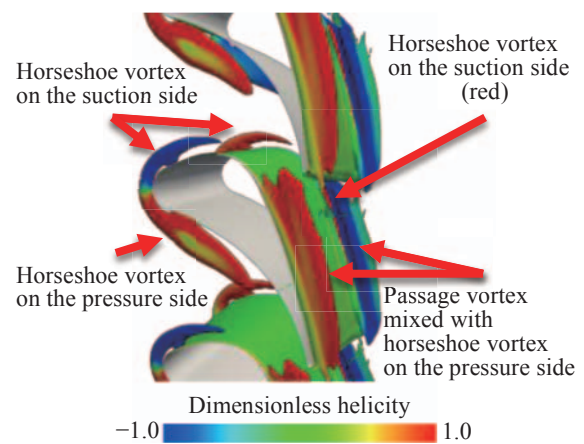 Horseshoe vortex
on the suction side
Horseshoe vortex
on the suction side
(red)
Horseshoe vortex
on the pressure side
Passage vortex
mixed with
horseshoe vortex
on the pressure side
Dimensionless helicity
−1.0 1.0